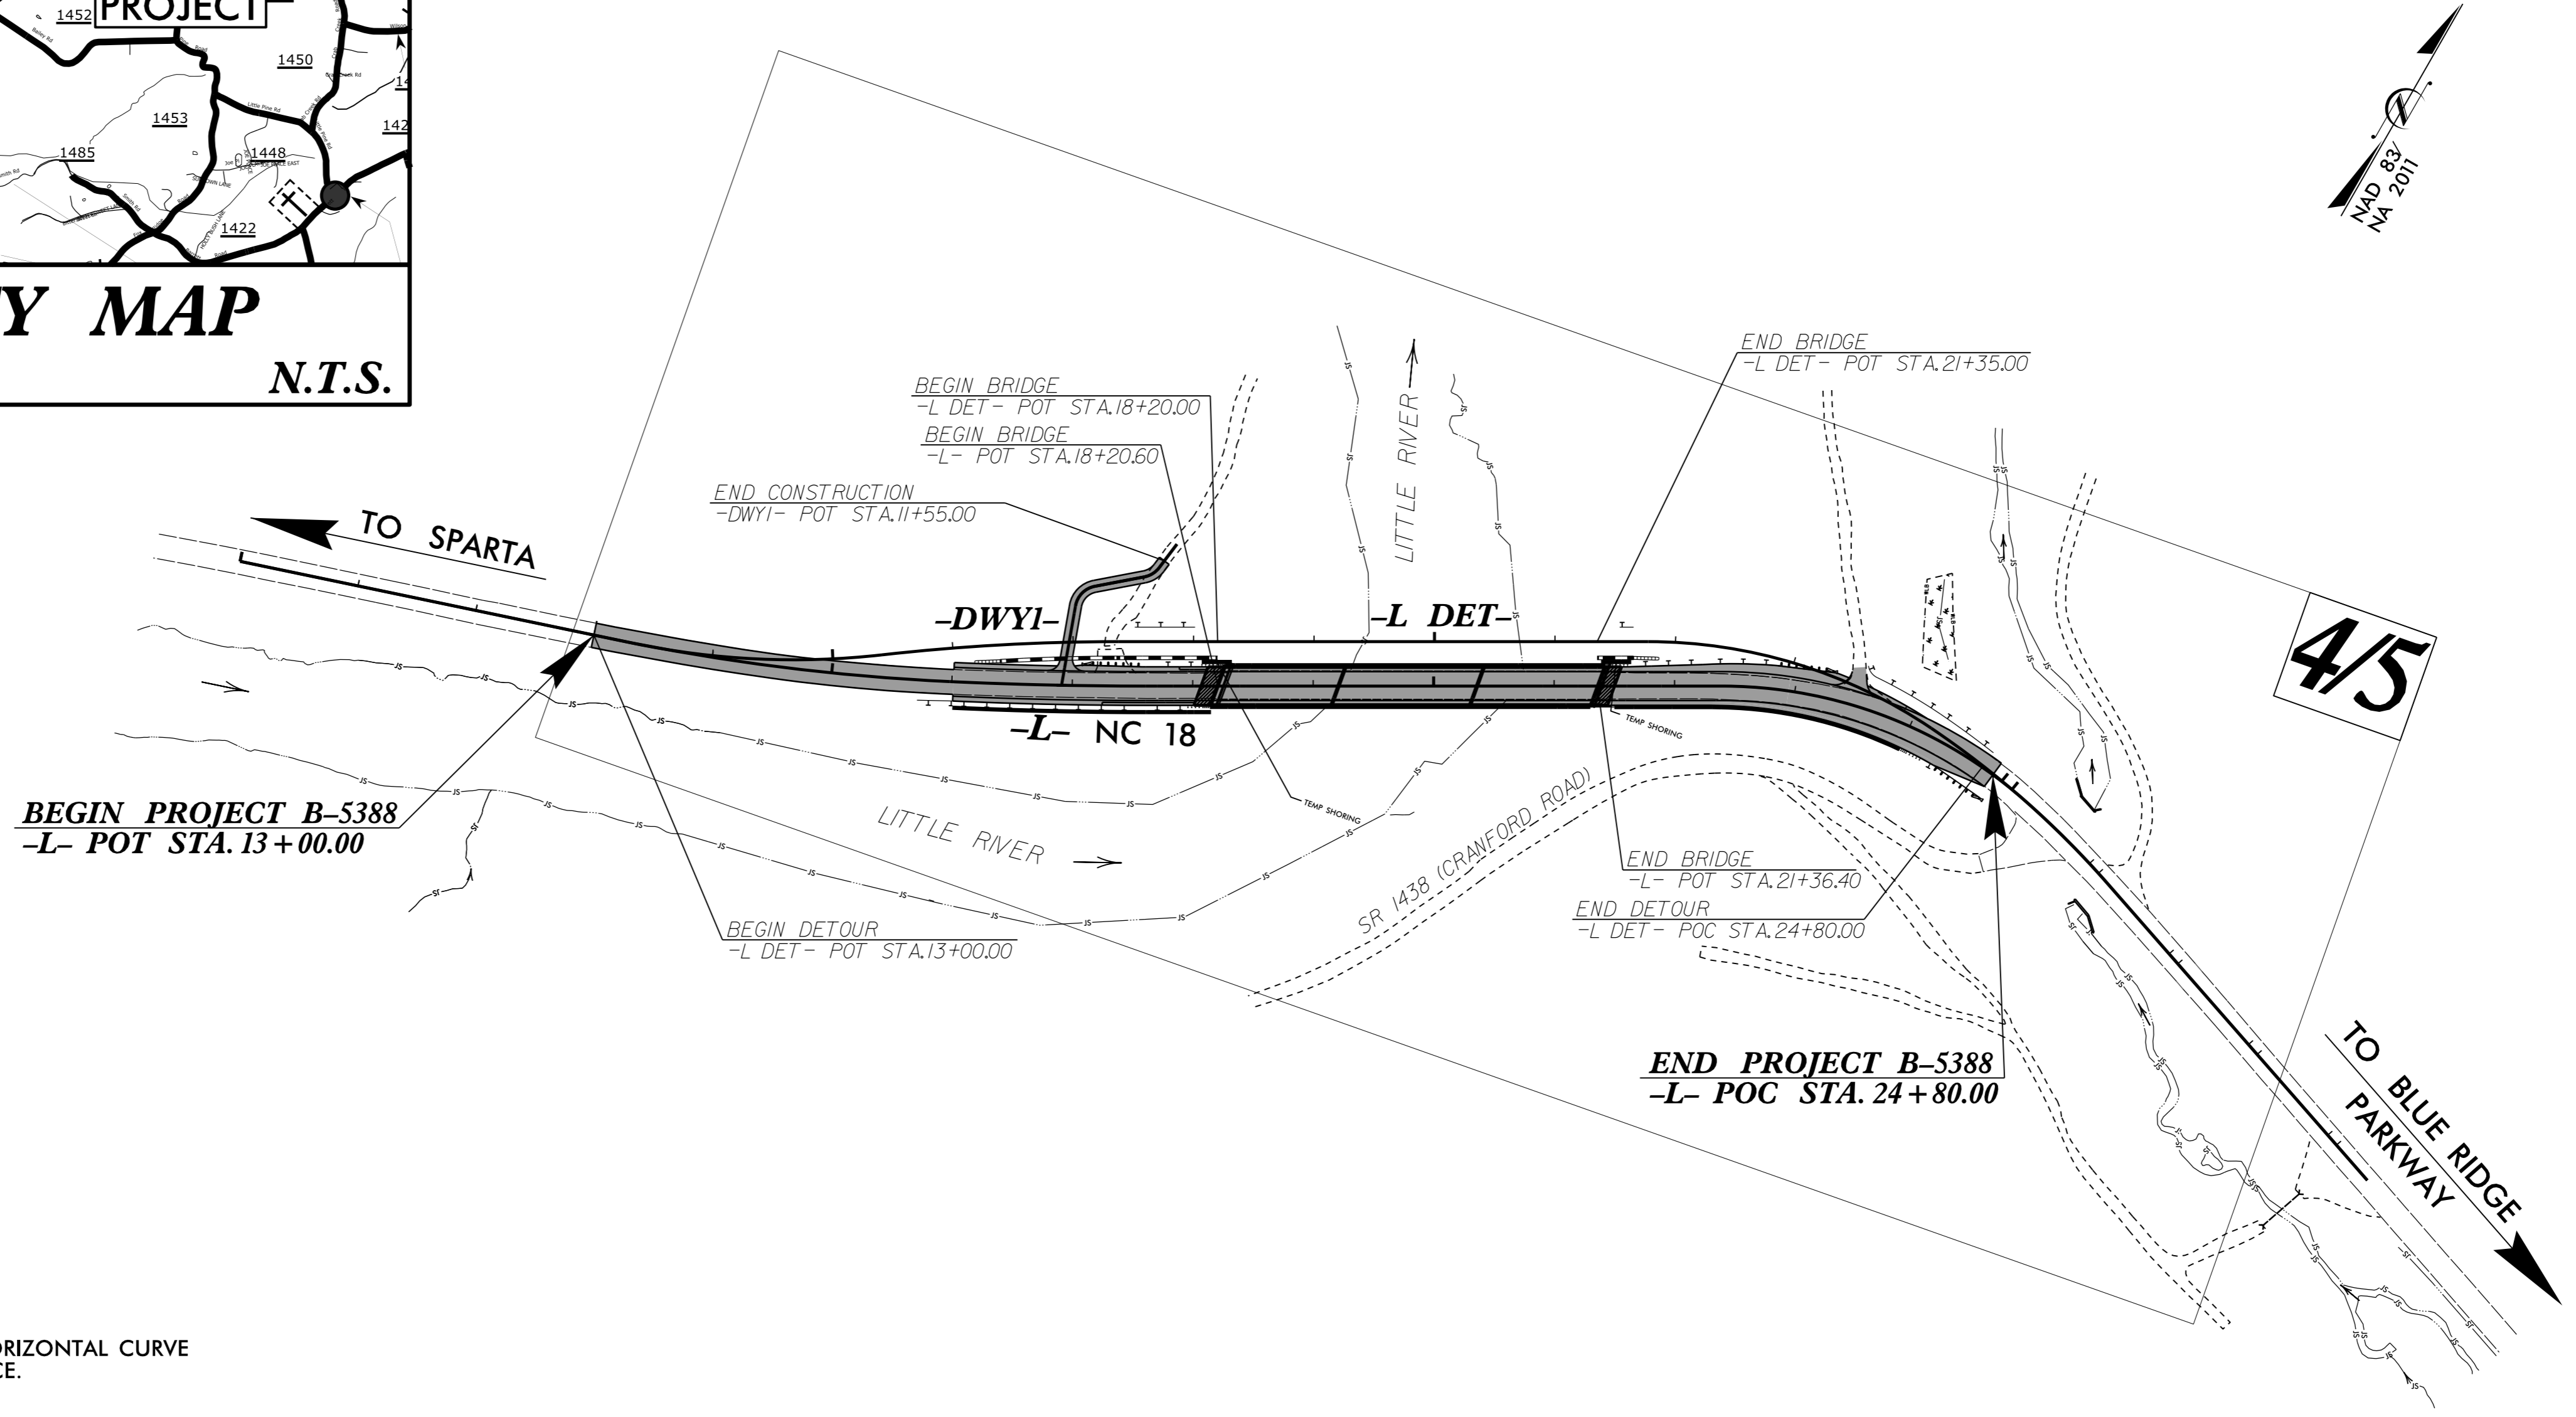 1452
PROJECT
Bailey Rd
1450
Little Pine Rd
1453
1485
1448
1422
Y MAP
N.T.S.
NAD 83/
NA 2011
END BRIDGE
-L DET- POT STA.21+35.00
BEGIN BRIDGE
-L DET- POT STA.18+20.00
BEGIN BRIDGE
-L- POT STA.18+20.60
END CONSTRUCTION
-DWY1- POT STA.11+55.00
LITTLE RIVER
TO SPARTA
-DWY1-
-L DET-
4/5
-L- NC 18
TEMP SHORING
TEMP SHORING
BEGIN PROJECT B-5388
-L- POT STA. 13+00.00
LITTLE RIVER
SR 1438 (CRANFORD ROAD)
END BRIDGE
-L- POT STA.21+36.40
END DETOUR
-L DET- POC STA.24+80.00
BEGIN DETOUR
-L DET- POT STA.13+00.00
END PROJECT B-5388
-L- POC STA. 24+80.00
TO BLUE RIDGE
PARKWAY
ORIZONTAL CURVE
CE.